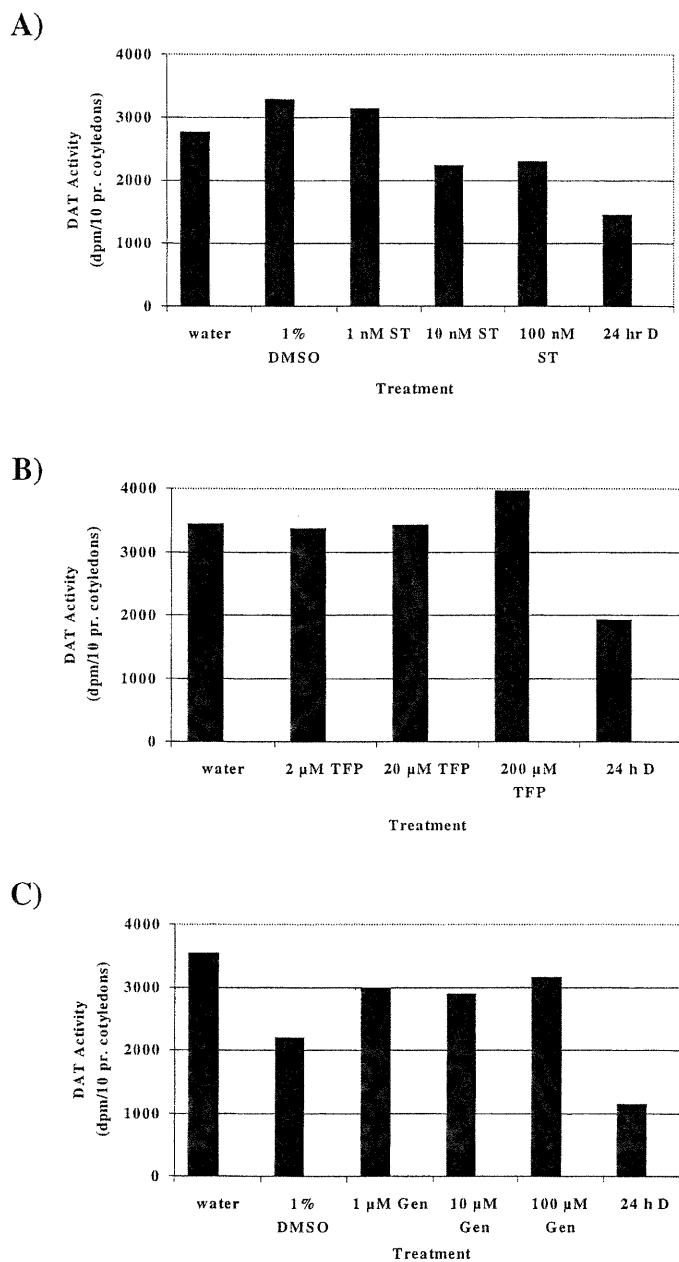 A)
DAT Activity
(dpm/10 pr. cotyledons)
4000
3000
2000
1000
0
water 1% 1 nM ST 10 nM ST 100 nM 24 hr D
DMSO ST
Treatment
B)
DAT Activity
(dpm/10 pr. cotyledons)
4000
3000
2000
1000
0
water 2 µM TFP 20 µM TFP 200 µM 24 h D
TFP
Treatment
C)
DAT Activity
(dpm/10 pr. cotyledons)
4000
3000
2000
1000
0
water 1% 1 µM Gen 10 µM 100 µM 24 h D
DMSO Gen Gen
Treatment